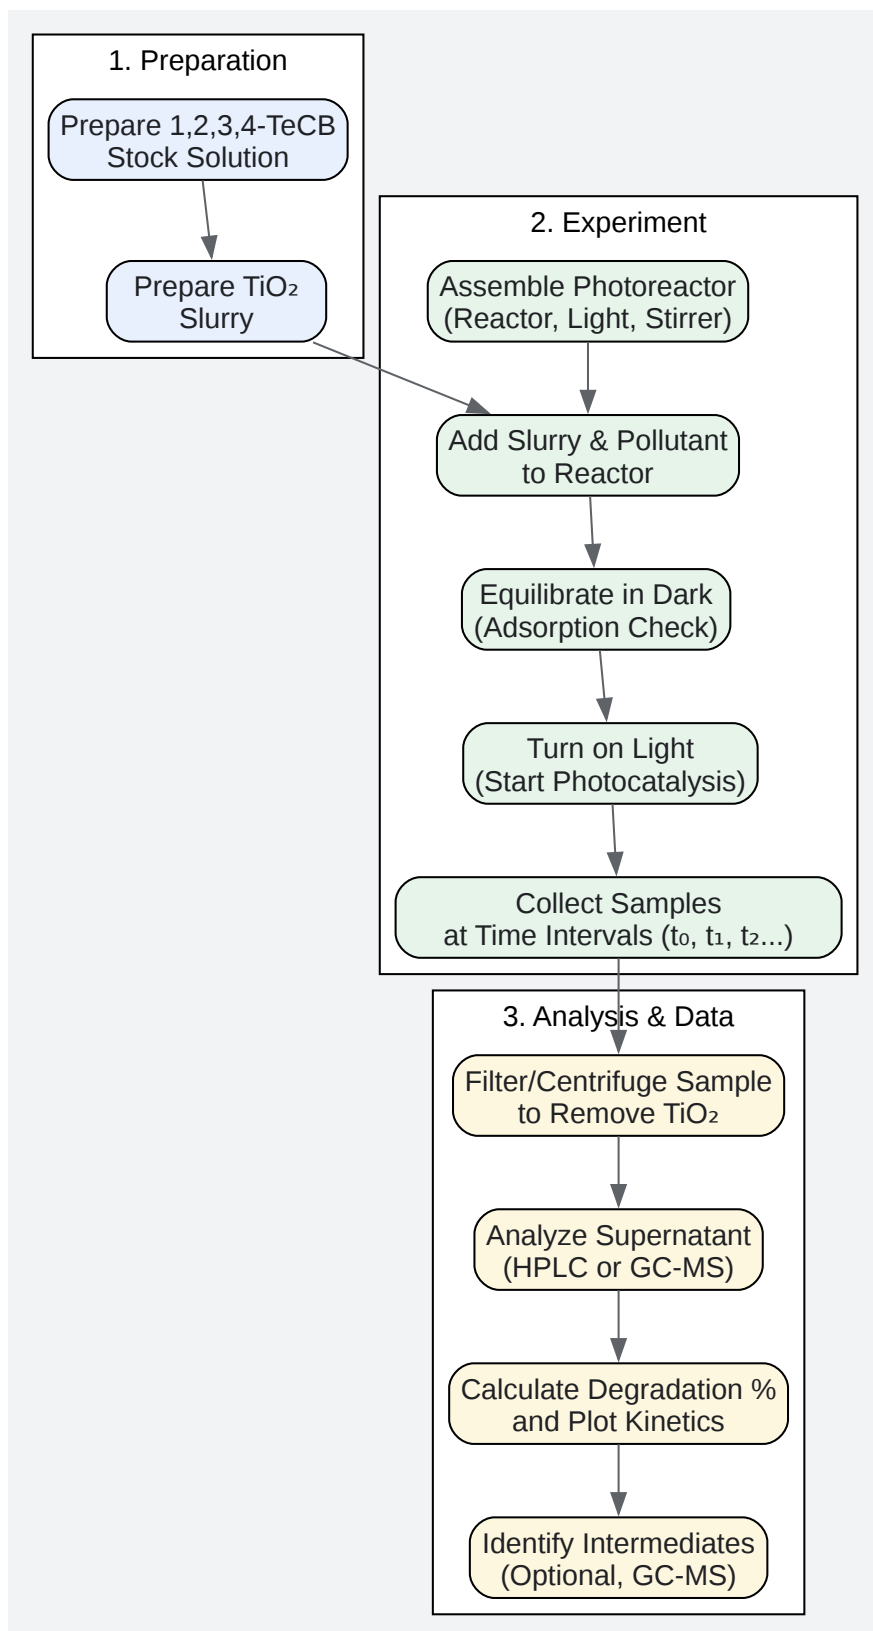 1. Preparation
Prepare 1,2,3,4-TeCB
Stock Solution
Prepare TiO₂
Slurry
2. Experiment
Assemble Photoreactor
(Reactor, Light, Stirrer)
Add Slurry & Pollutant
to Reactor
Equilibrate in Dark
(Adsorption Check)
Turn on Light
(Start Photocatalysis)
Collect Samples
at Time Intervals (t₀, t₁, t₂...)
3. Analysis & Data
Filter/Centrifuge Sample
to Remove TiO₂
Analyze Supernatant
(HPLC or GC-MS)
Calculate Degradation %
and Plot Kinetics
Identify Intermediates
(Optional, GC-MS)